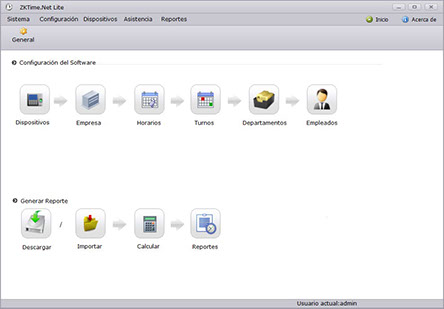 ZKTime.Net Lite
Sistema Configuración Dispositivos Asistencia Reportes Inicio Acerca de
General
Configuración del Software
Dispositivos Empresa Horarios Turnos Departamentos Empleados
Generar Reporte
/
Descargar Importar Calcular Reportes
Usuario actual:admin